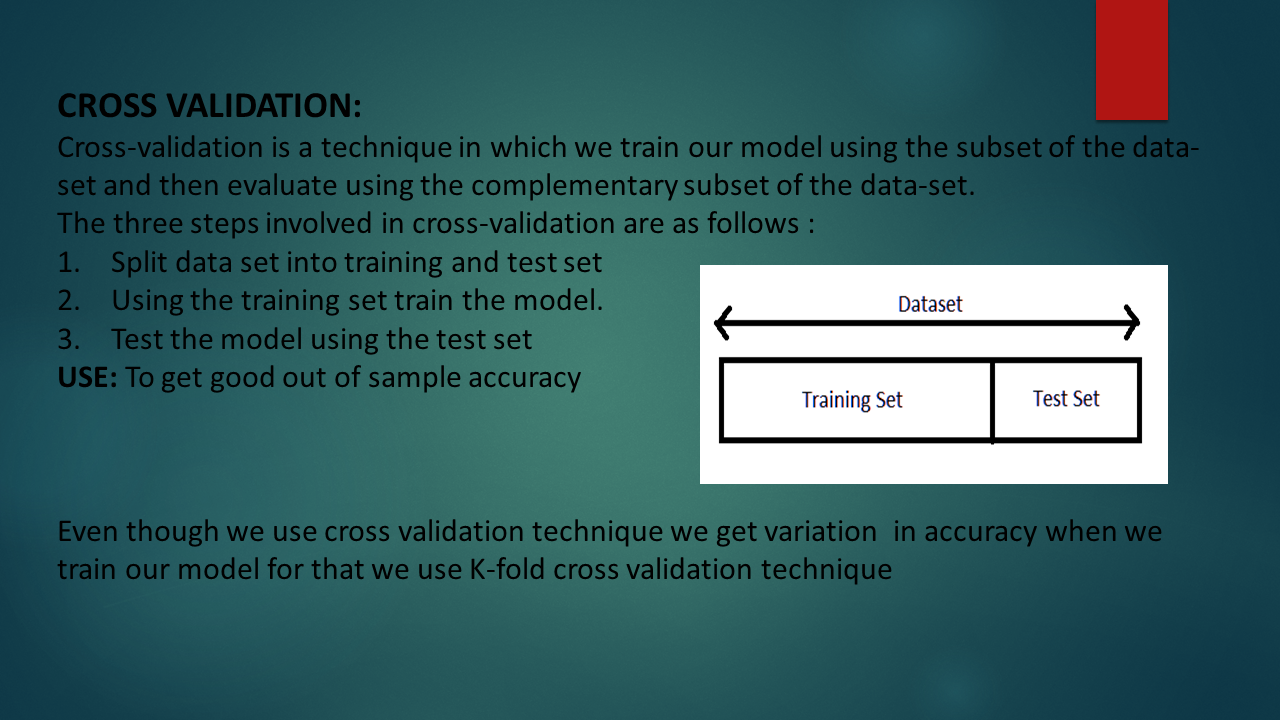 CROSS VALIDATION:
Cross-validation is a technique in which we train our model using the subset of the data-
set and then evaluate using the complementary subset of the data-set.
The three steps involved in cross-validation are as follows :
1. Split data set into training and test set
2. Using the training set train the model.
3. Test the model using the test set
USE: To get good out of sample accuracy
Dataset
Training Set
Test Set
Even though we use cross validation technique we get variation  in accuracy when we
train our model for that we use K-fold cross validation technique